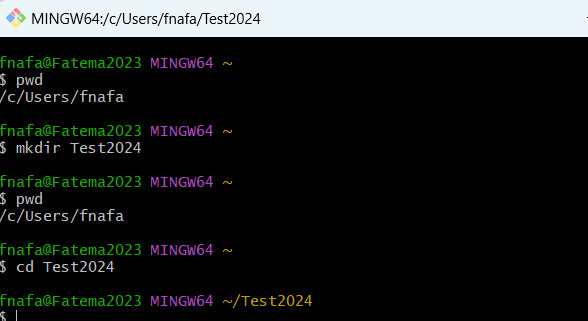 MINGW64:/c/Users/fnafa/Test2024
fnafa@Fatema2023 MINGW64 ~
$ pwd
/c/Users/fnafa
fnafa@Fatema2023 MINGW64 ~
$ mkdir Test2024
fnafa@Fatema2023 MINGW64 ~
$ pwd
/c/Users/fnafa
fnafa@Fatema2023 MINGW64 ~
$ cd Test2024
fnafa@Fatema2023 MINGW64 ~/Test2024
$